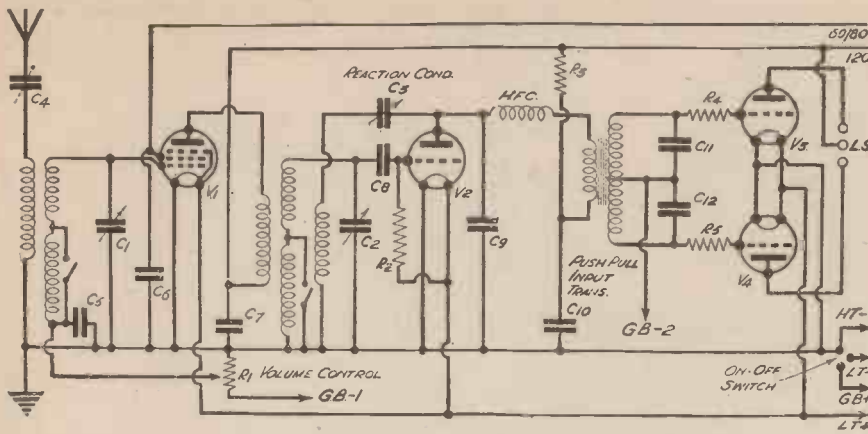 60/80
120
C4
REACTION COND.
C3
R3
H.F.C.
R4
V1
C8
V2
C11
V3
LS
C1
C2
C9
C12
R2
R5
V4
C5
C6
C7
PUSH PULL
INPUT
TRANS.
C10
GB-2
HT-
R1 VOLUME CONTROL
GB-1
ON-OFF
SWITCH
LT-
GB+
LT+